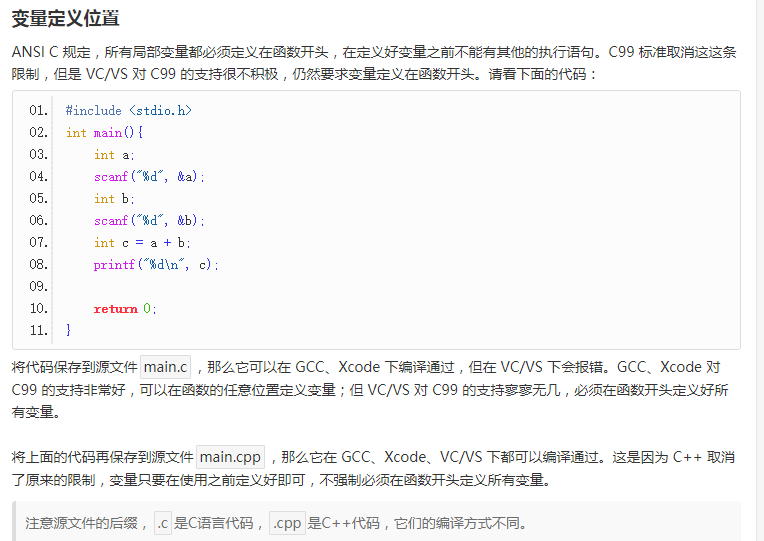 变量定义位置
ANSI C 规定，所有局部变量都必须定义在函数开头，在定义好变量之前不能有其他的执行语句。C99 标准取消这这条
限制，但是 VC/VS 对 C99 的支持很不积极，仍然要求变量定义在函数开头。请看下面的代码：
01. #include <stdio.h>
02. int main(){
03.     int a;
04.     scanf("%d", &a);
05.     int b;
06.     scanf("%d", &b);
07.     int c = a + b;
08.     printf("%d\n", c);
09.
10.     return 0;
11. }
将代码保存到源文件 main.c ，那么它可以在 GCC、Xcode 下编译通过，但在 VC/VS 下会报错。GCC、Xcode 对
C99 的支持非常好，可以在函数的任意位置定义变量；但 VC/VS 对 C99 的支持寥寥无几，必须在函数开头定义好所
有变量。
将上面的代码再保存到源文件 main.cpp ，那么它在 GCC、Xcode、VC/VS 下都可以编译通过。这是因为 C++ 取消
了原来的限制，变量只要在使用之前定义好即可，不强制必须在函数开头定义所有变量。
注意源文件的后缀， .c 是C语言代码， .cpp 是C++代码，它们的编译方式不同。